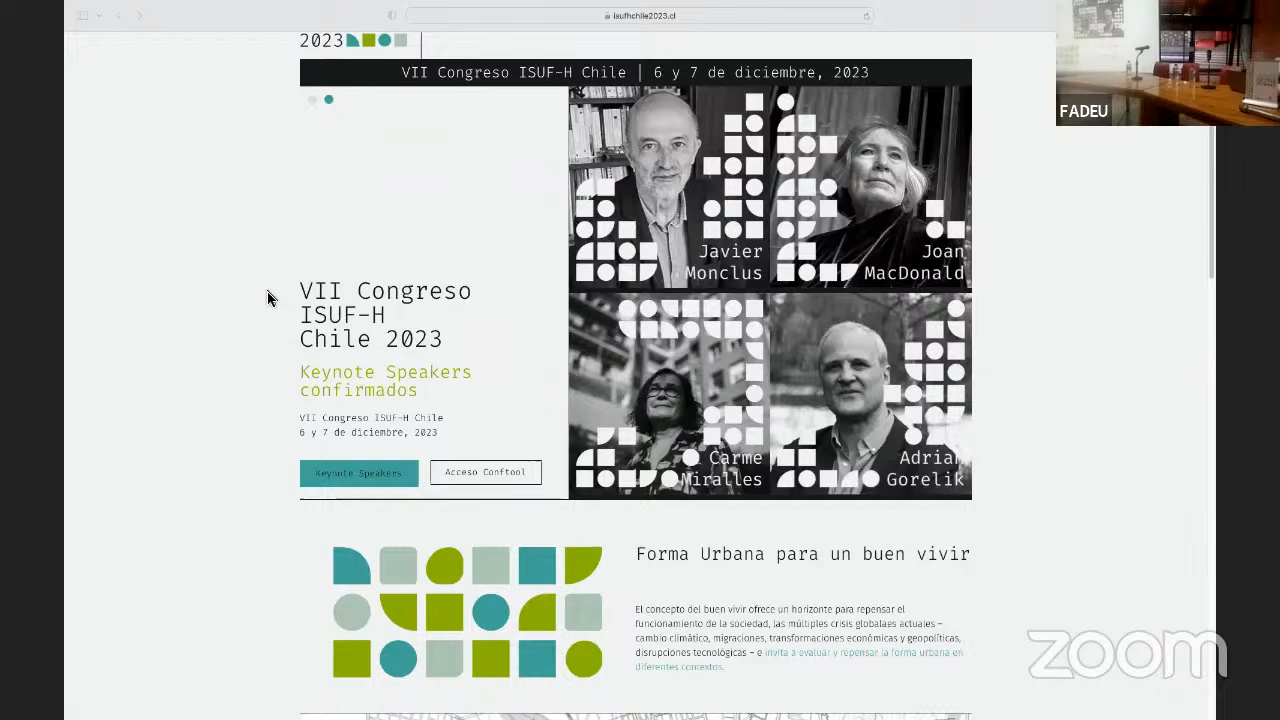 isufhchile2023.cl
2023
FADEU
VII Congreso ISUF-H Chile | 6 y 7 de diciembre, 2023
Javier
Monclus
Joan
MacDonald
VII Congreso
ISUF-H
Chile 2023
Keynote Speakers
confirmados
VII Congreso ISUF-H Chile
6 y 7 de diciembre, 2023
Keynote Speakers
Acceso Conftool
Carme
Miralles
Adrian
Gorelik
Forma Urbana para un buen vivir
El concepto del buen vivir ofrece un horizonte para repensar el
funcionamiento de la sociedad, las múltiples crisis globalaes actuales –
cambio climático, migraciones, transformaciones económicas y geopolíticas,
disrupciones tecnológicas – e invita a evaluar y repensar la forma urbana en
diferentes contextos.
zoom